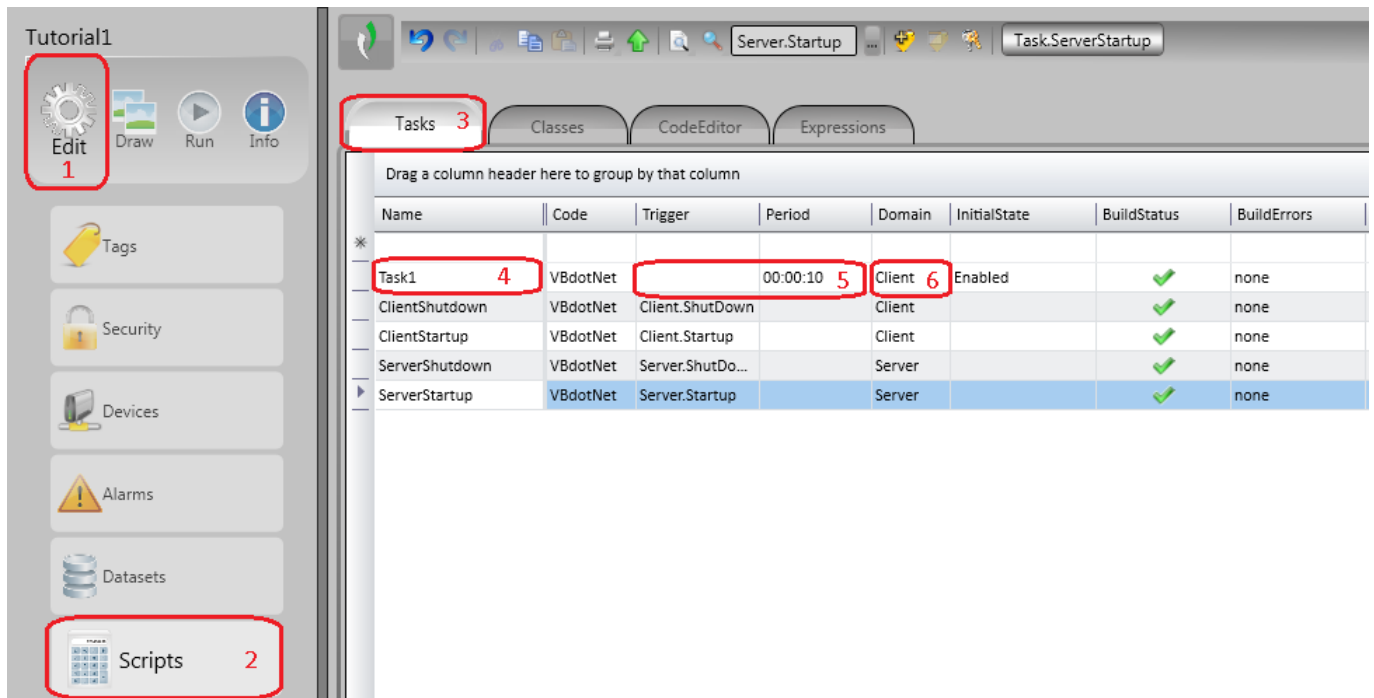 Tutorial1
Edit
Draw
Run
Info
1
Tags
Security
Devices
Alarms
Datasets
Scripts 2
Server.Startup ... Task.ServerStartup
Tasks 3 Classes CodeEditor Expressions
Drag a column header here to group by that column
Name Code Trigger Period Domain InitialState BuildStatus BuildErrors
Task1 4 VBdotNet 00:00:10 5 Client 6 Enabled none
ClientShutdown VBdotNet Client.ShutDown Client none
ClientStartup VBdotNet Client.Startup Client none
ServerShutdown VBdotNet Server.ShutDo... Server none
ServerStartup VBdotNet Server.Startup Server none